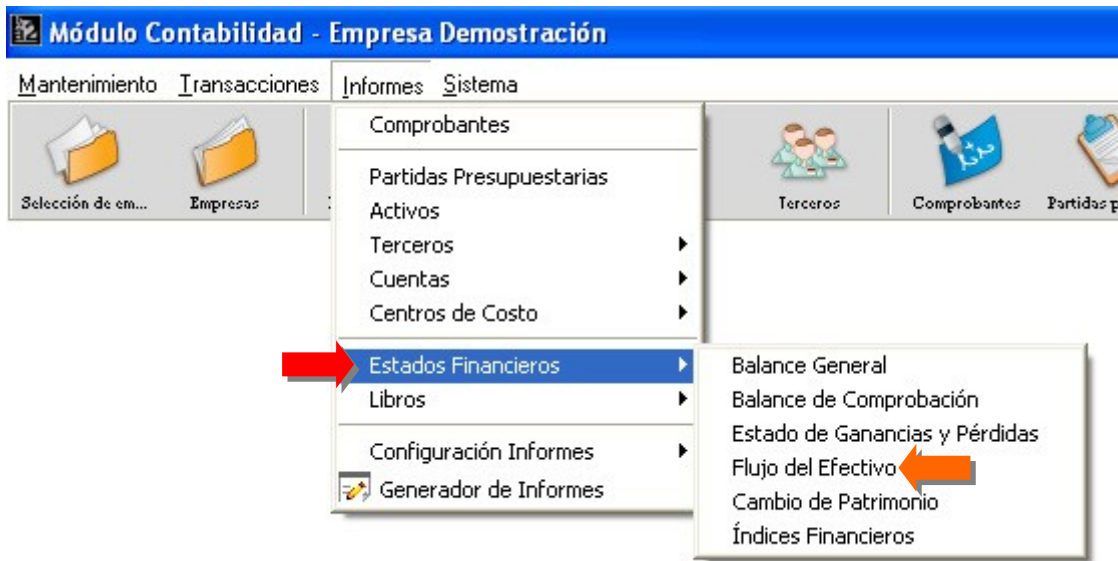 Módulo Contabilidad - Empresa Demostración
Mantenimiento Transacciones Informes Sistema
Selección de em... Empresas Terceros Comprobantes Partidas p
Comprobantes
Partidas Presupuestarias
Activos
Terceros
Cuentas
Centros de Costo
Estados Financieros
Libros
Configuración Informes
Generador de Informes
Balance General
Balance de Comprobación
Estado de Ganancias y Pérdidas
Flujo del Efectivo
Cambio de Patrimonio
Índices Financieros